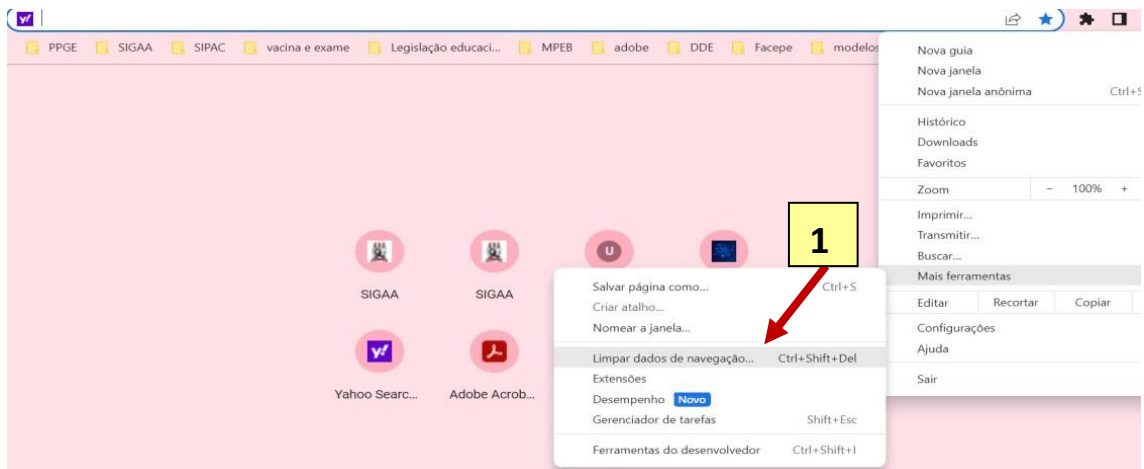 y!
PPGE SIGAA SIPAC vacina e exame Legislação educaci... MPEB adobe DDE Facepe modelos
Nova guia
Nova janela
Nova janela anônima Ctrl+S
Histórico
Downloads
Favoritos
Zoom - 100% +
Imprimir...
Transmitir...
Buscar...
Mais ferramentas
Editar Recortar Copiar
Configurações
Ajuda
Sair
1
U
SIGAA SIGAA
y!
Yahoo Searc... Adobe Acrob...
Salvar página como... Ctrl+S
Criar atalho...
Nomear a janela...
Limpar dados de navegação... Ctrl+Shift+Del
Extensões
Desempenho Novo
Gerenciador de tarefas Shift+Esc
Ferramentas do desenvolvedor Ctrl+Shift+I